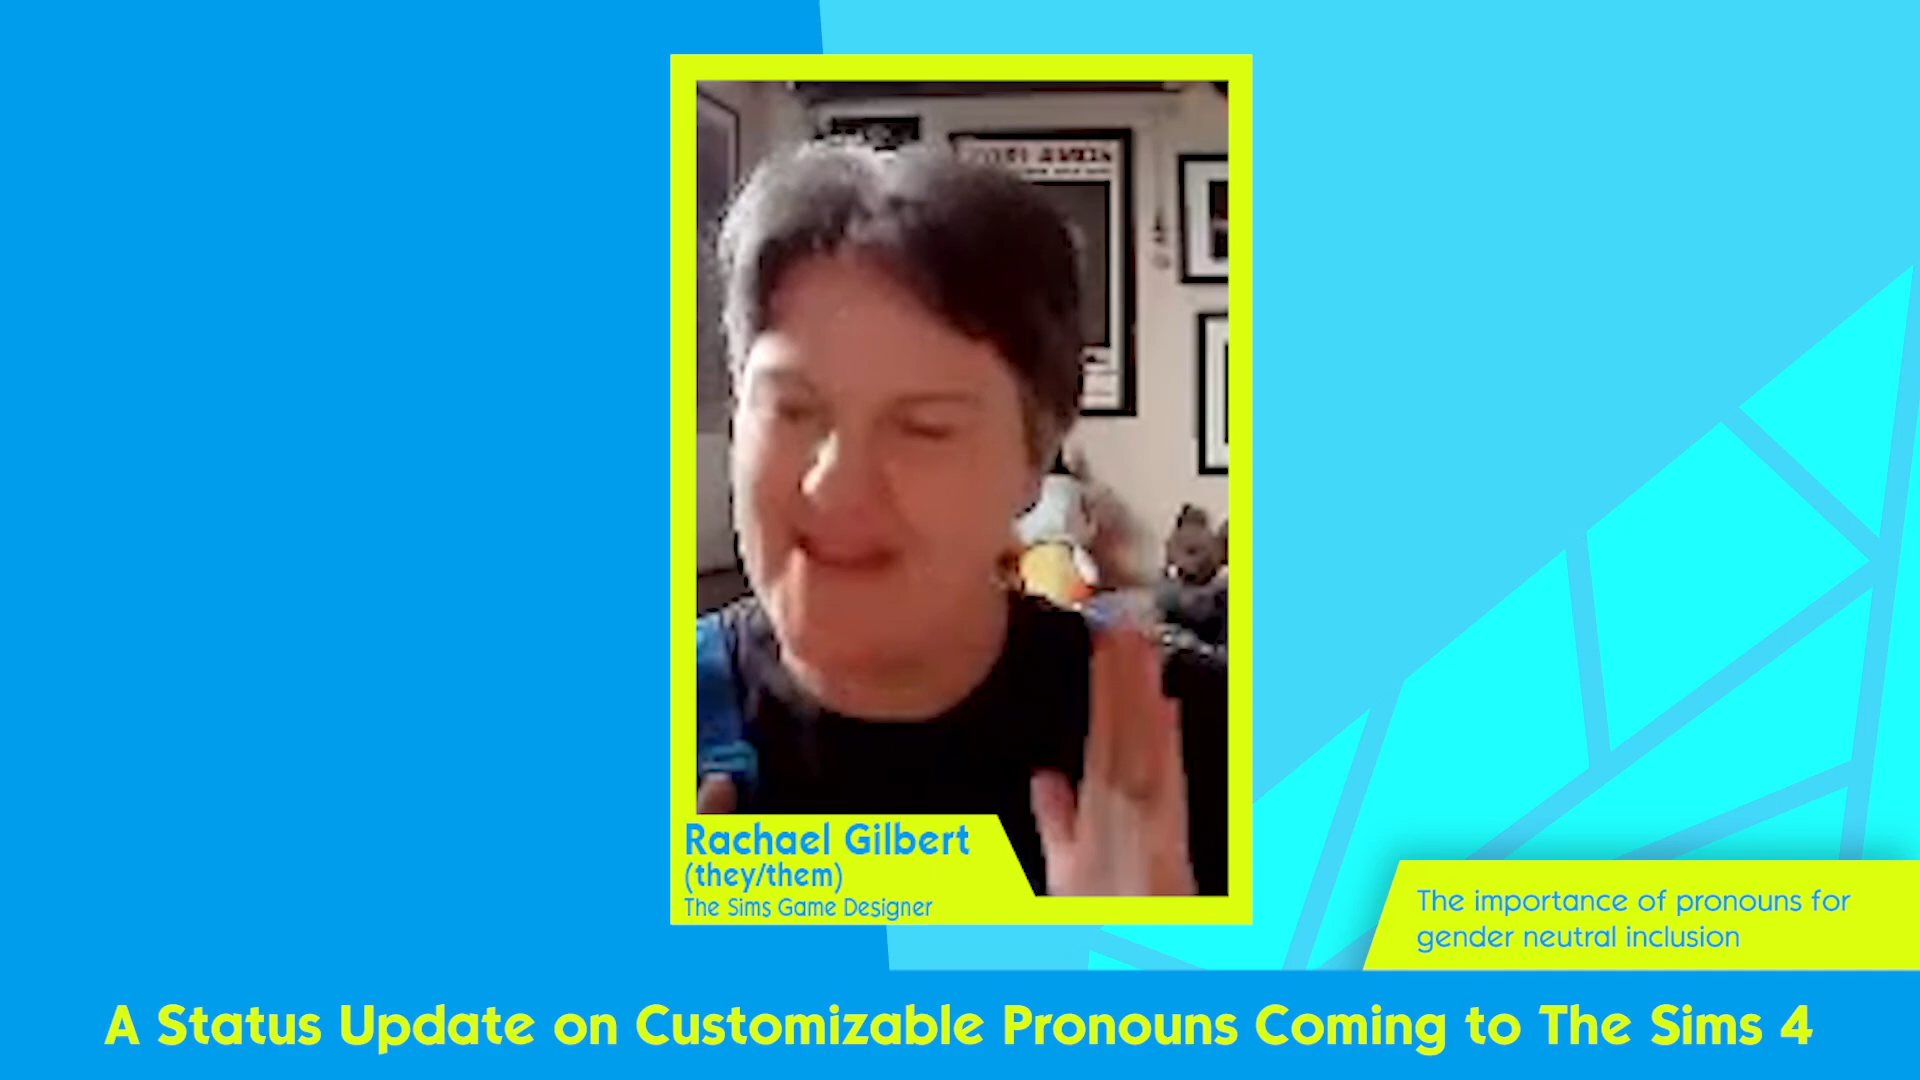 Rachael Gilbert
(they/them)
The Sims Game Designer
The importance of pronouns for
gender neutral inclusion
A Status Update on Customizable Pronouns Coming to The Sims 4